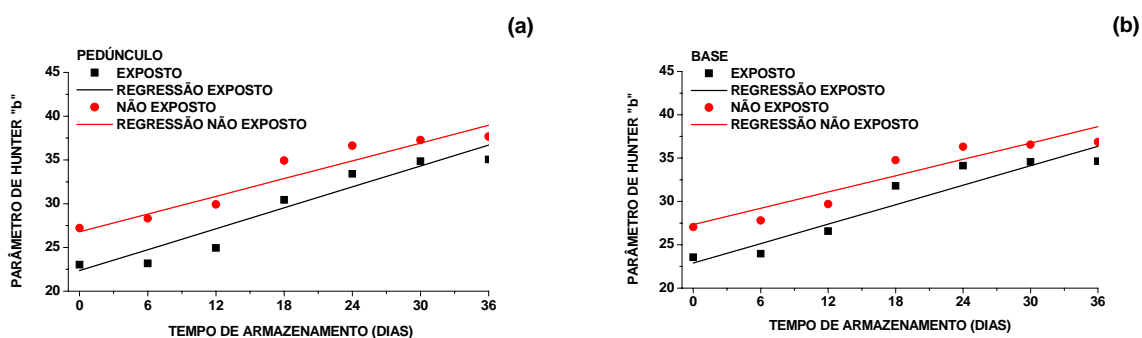 (a)
PEDÚNCULO
EXPOSTO
REGRESSÃO EXPOSTO
NÃO EXPOSTO
REGRESSÃO NÃO EXPOSTO
PARÂMETRO DE HUNTER "b"
45
40
35
30
25
20
0 6 12 18 24 30 36
TEMPO DE ARMAZENAMENTO (DIAS)
(b)
BASE
EXPOSTO
REGRESSÃO EXPOSTO
NÃO EXPOSTO
REGRESSÃO NÃO EXPOSTO
PARÂMETRO DE HUNTER "b"
45
40
35
30
25
20
0 6 12 18 24 30 36
TEMPO DE ARMAZENAMENTO (DIAS)